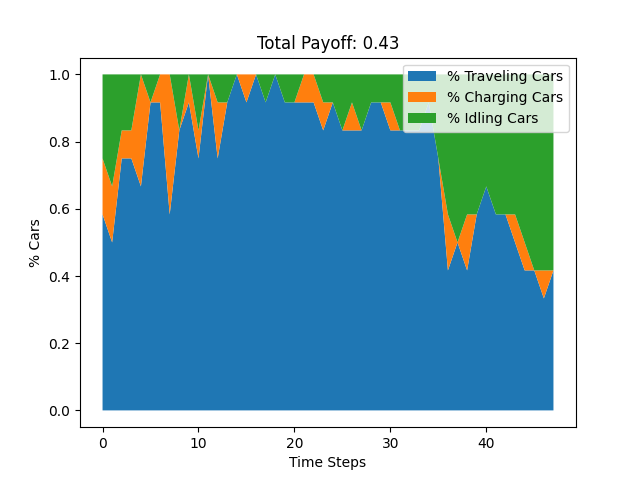 Total Payoff: 0.43
% Traveling Cars
% Charging Cars
% Idling Cars
% Cars
1.0
0.8
0.6
0.4
0.2
0.0
0 10 20 30 40
Time Steps